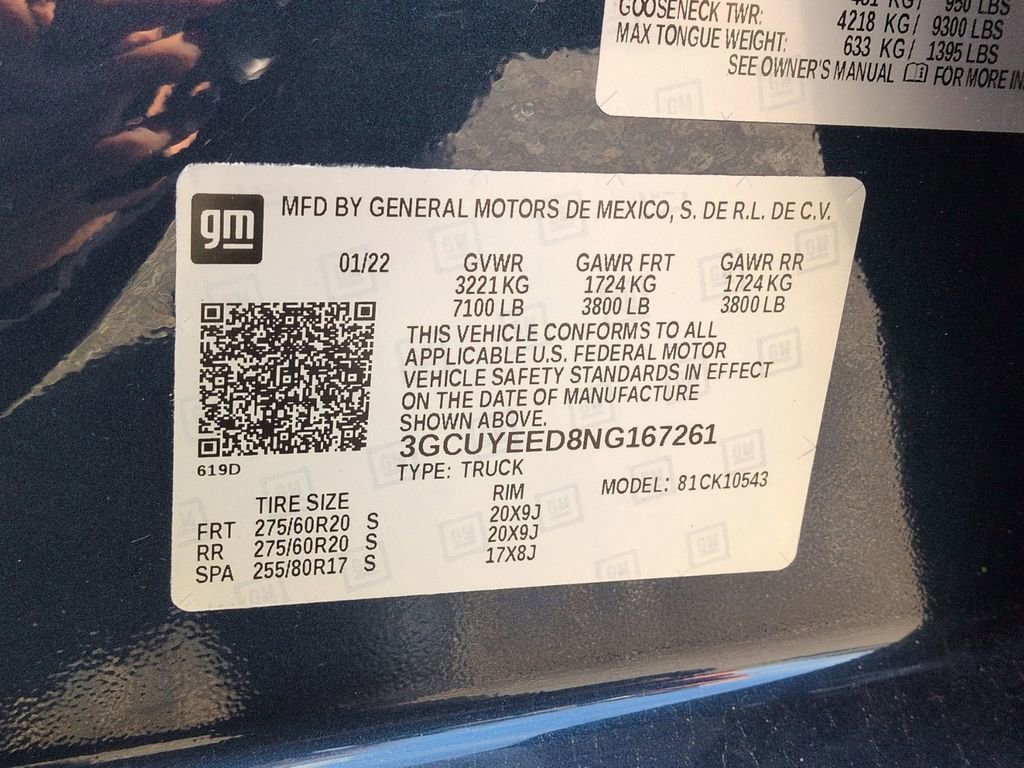 950 LBS
GOOSENECK TWR: 4218 KG/ 9300 LBS
MAX TONGUE WEIGHT: 633 KG/ 1395 LBS
SEE OWNER'S MANUAL FOR MORE
gm
MFD BY GENERAL MOTORS DE MEXICO, S. DE R.L. DE C.V.
01/22 GVWR GAWR FRT GAWR RR
3221 KG 1724 KG 1724 KG
7100 LB 3800 LB 3800 LB
THIS VEHICLE CONFORMS TO ALL
APPLICABLE U.S. FEDERAL MOTOR
VEHICLE SAFETY STANDARDS IN EFFECT
ON THE DATE OF MANUFACTURE
SHOWN ABOVE.
3GCUYEED8NG167261
619D
TYPE: TRUCK
MODEL: 81CK10543
TIRE SIZE RIM
FRT 275/60R20 S 20X9J
RR 275/60R20 S 20X9J
SPA 255/80R17 S 17X8J